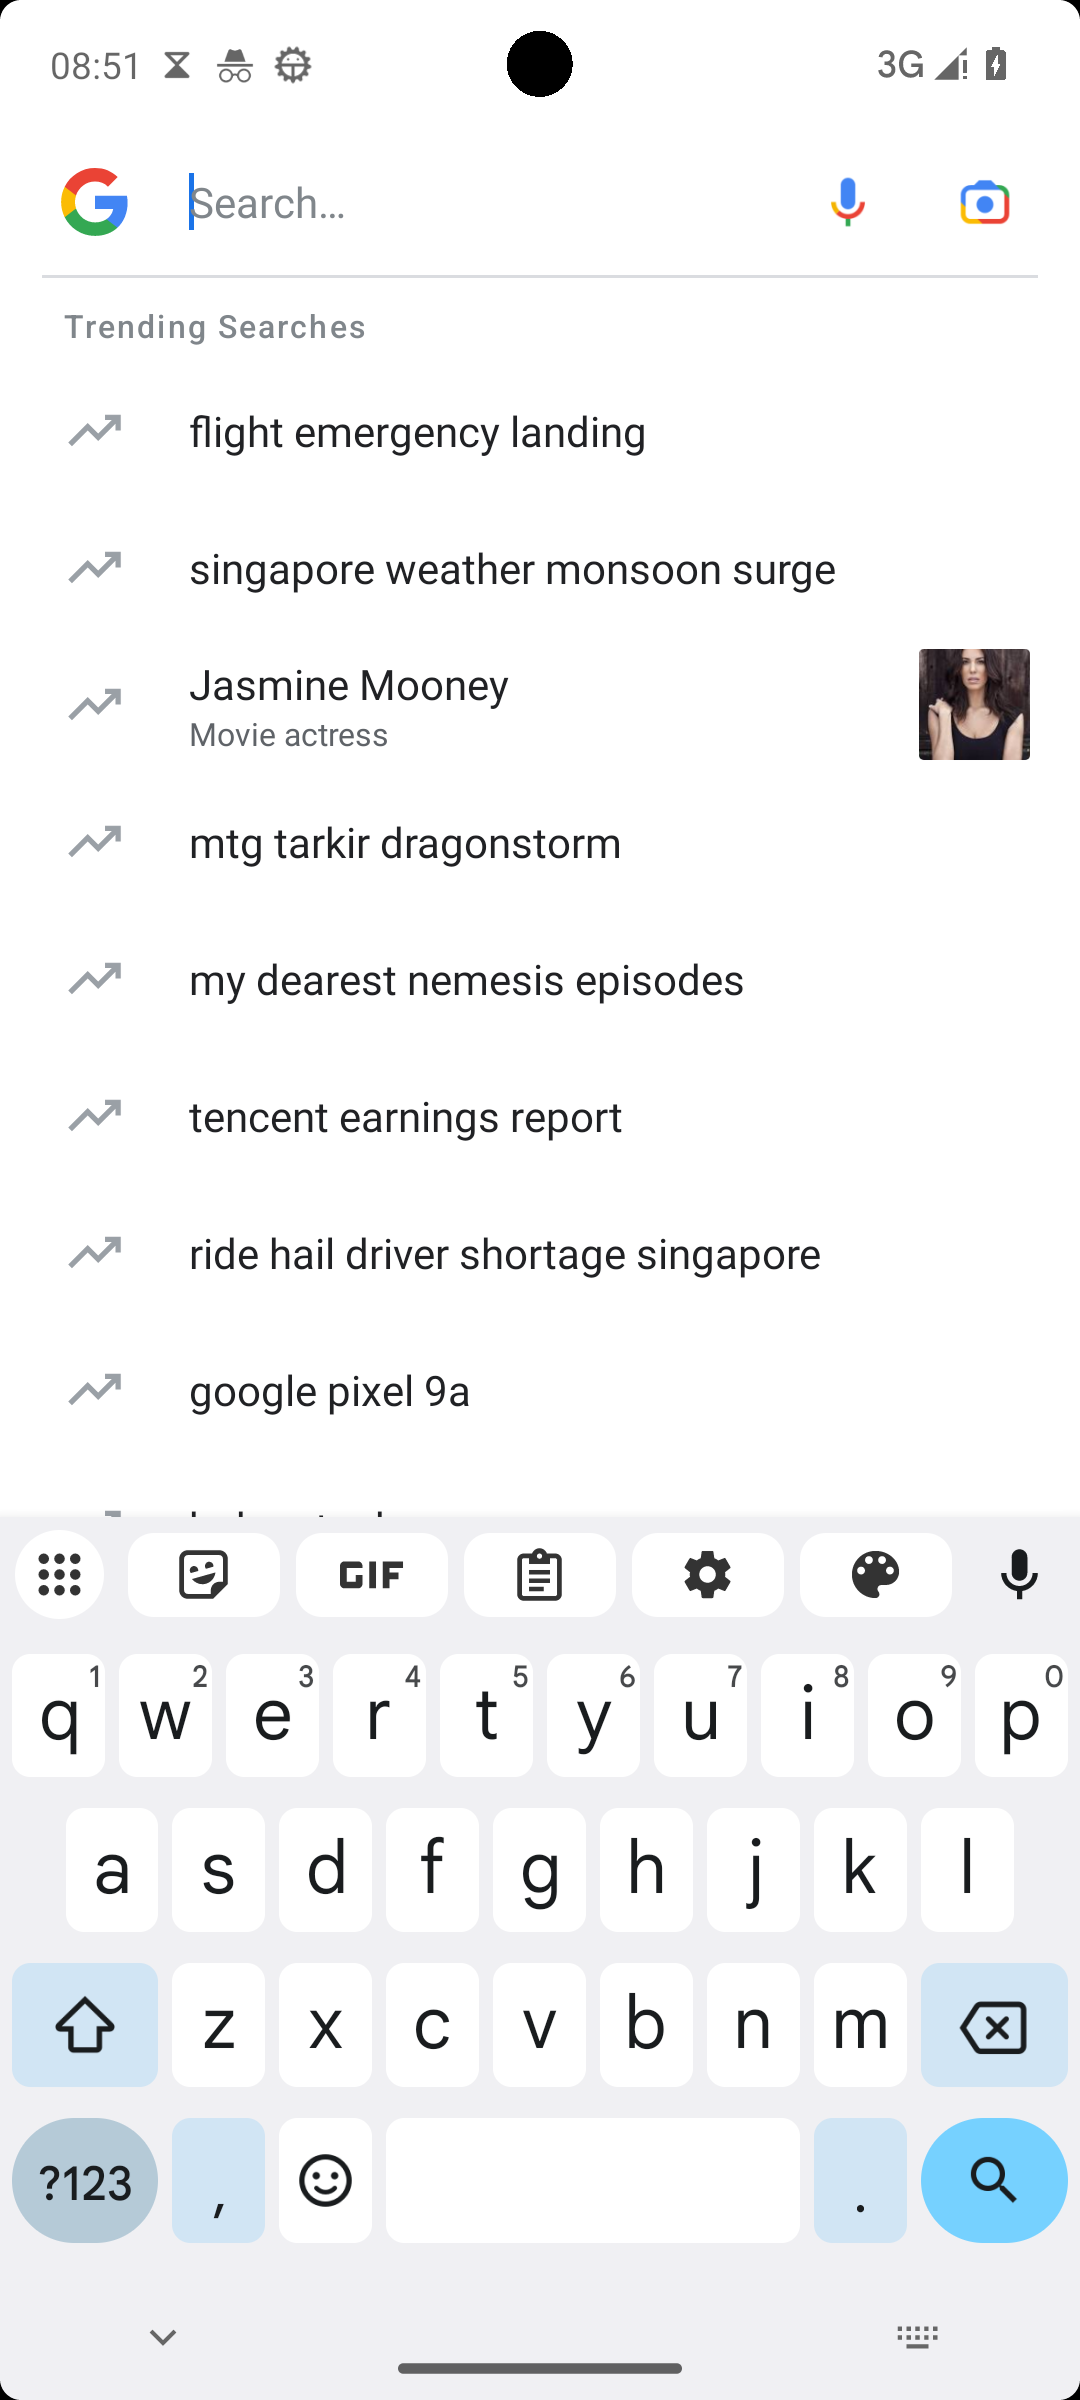 08:51
3G
Search...
Trending Searches
flight emergency landing
singapore weather monsoon surge
Jasmine Mooney
Movie actress
mtg tarkir dragonstorm
my dearest nemesis episodes
tencent earnings report
ride hail driver shortage singapore
google pixel 9a
GIF
q 1 w 2 e 3 r 4 t 5 y 6 u 7 i 8 o 9 p 0
a s d f g h j k l
z x c v b n m
?123 , .